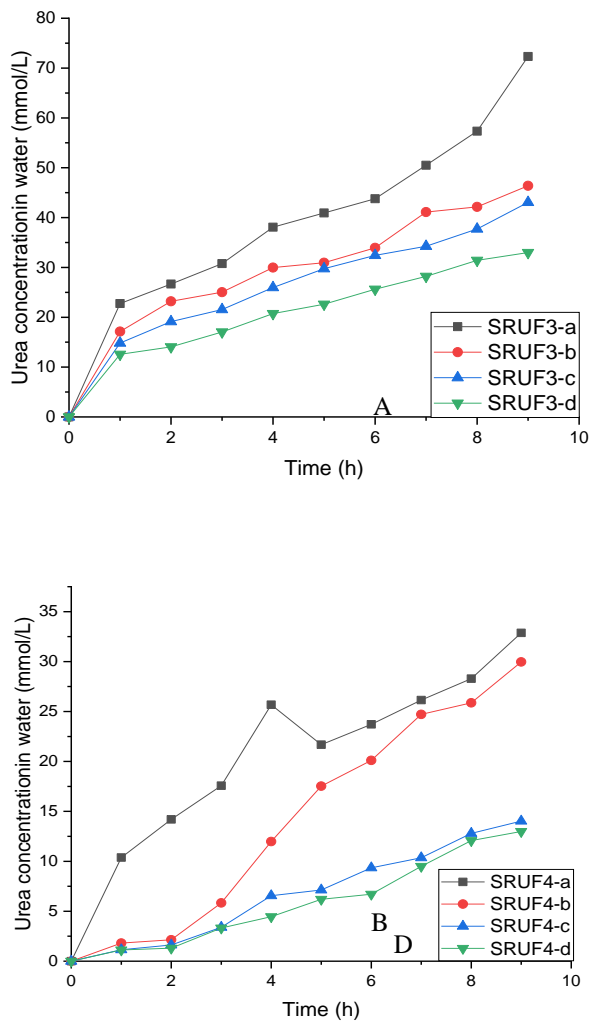 80
70
60
50
40
30
20
10
0
Urea concentrationin water (mmol/L)
SRUF3-a
SRUF3-b
SRUF3-c
SRUF3-d
A
0 2 4 6 8 10
Time (h)
35
30
25
20
15
10
5
0
Urea concentrationin water (mmol/L)
SRUF4-a
SRUF4-b
SRUF4-c
SRUF4-d
B
D
0 2 4 6 8 10
Time (h)